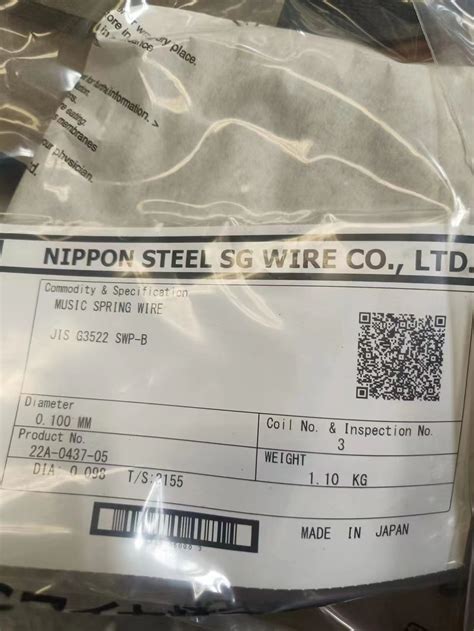 place.
information. >
membranes
physician.
NIPPON STEEL SG WIRE CO., LTD.
Commodity & Specification
MUSIC SPRING WIRE
JIS G3522 SWP-B
Diameter
0.100 MM
Coil No. & Inspection No.
3
Product No.
22A-0437-05
WEIGHT
1.10 KG
DIA: 0.098 T/S:
MADE IN JAPAN